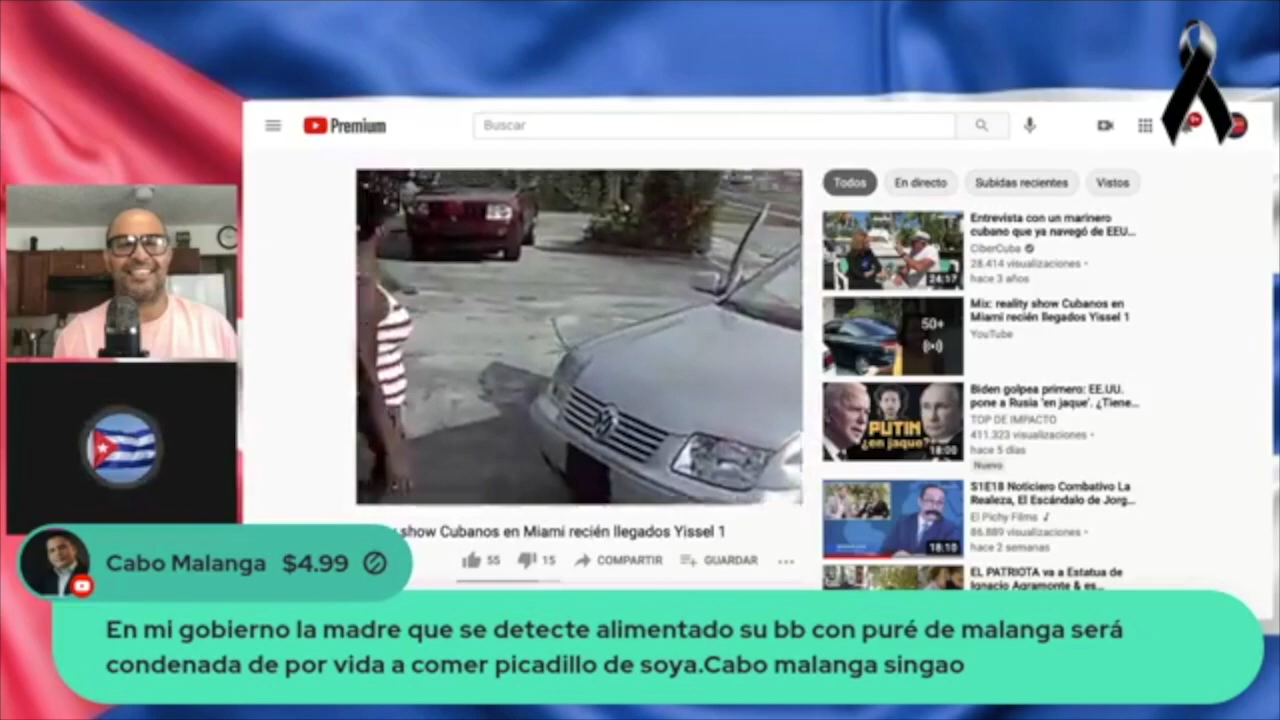 Premium
Buscar
9+
Todos
En directo
Subidas recientes
Vistos
Entrevista con un marinero
cubano que ya navegó de EEU...
CiberCuba
28.414 visualizaciones •
hace 3 años
24:17
Mix: reality show Cubanos en
Miami recién llegados Yissel 1
YouTube
50+
Biden golpea primero: EE.UU.
pone a Rusia 'en jaque'. ¿Tiene...
TOP DE IMPACTO
411.323 visualizaciones •
hace 5 días
Nuevo
PUTIN
¿en jaque?
18:00
S1E18 Noticiero Combativo La
Realeza, El Escándalo de Jorg...
El Pichy Films
86.889 visualizaciones •
hace 2 semanas
18:10
EL PATRIOTA va a Estatua de
Ignacio Agramonte & es...
show Cubanos en Miami recién llegados Yissel 1
55
15
COMPARTIR
GUARDAR
Cabo Malanga $4.99
En mi gobierno la madre que se detecte alimentado su bb con puré de malanga será
condenada de por vida a comer picadillo de soya.Cabo malanga singao